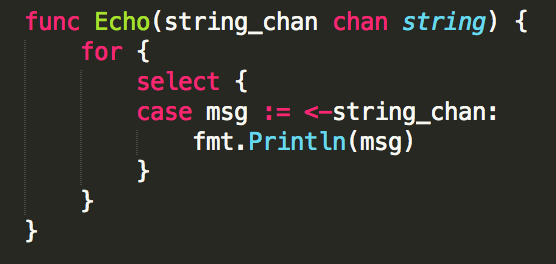 func Echo(string_chan chan string) {
    for {
        select {
        case msg := <-string_chan:
            fmt.Println(msg)
        }
    }
}